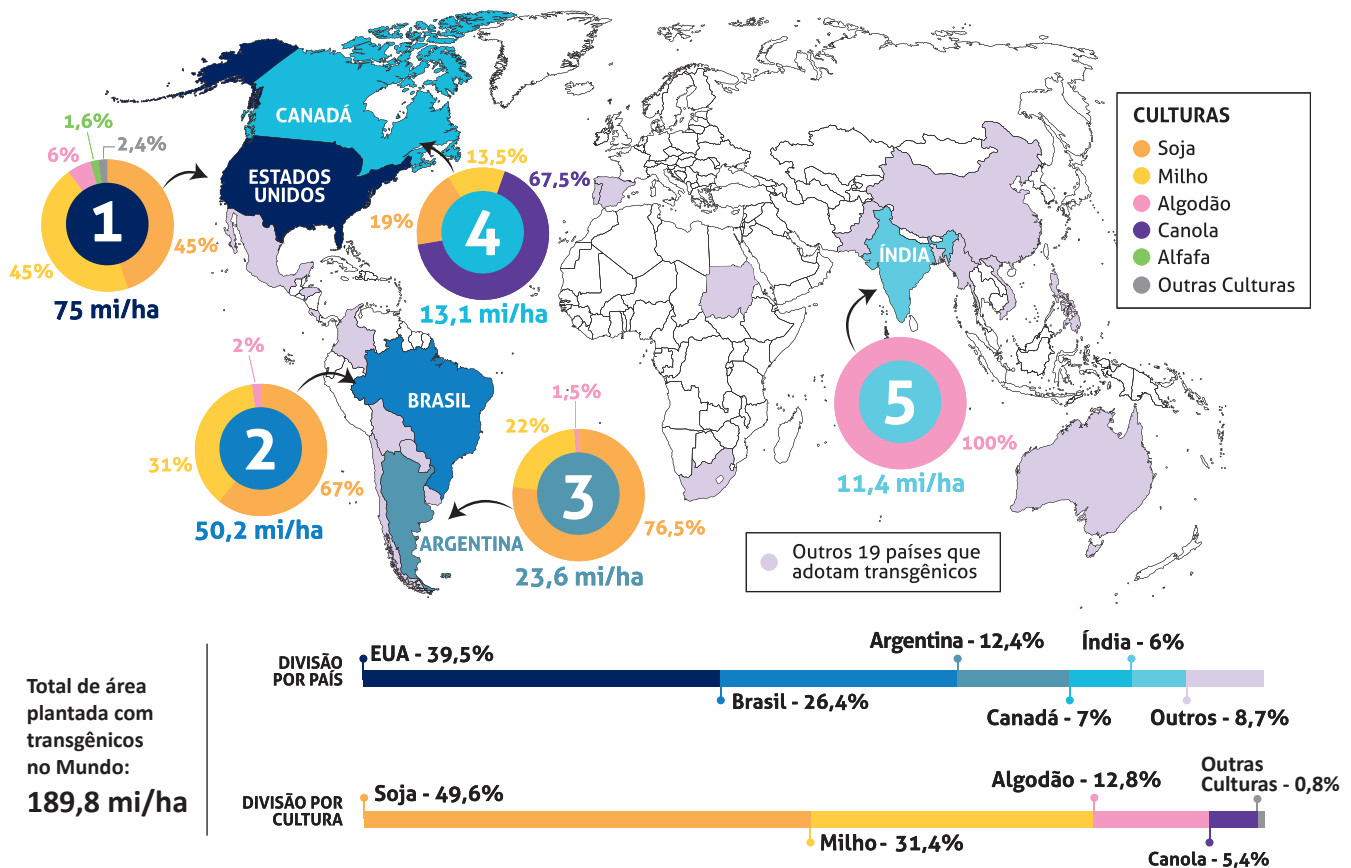 CANADÁ
ESTADOS
UNIDOS
1,6%
2,4%
6%
1
45%
45%
75 mi/ha
13,5%
67,5%
19%
4
13,1 mi/ha
CULTURAS
Soja
Milho
Algodão
Canola
Alfafa
Outras Culturas
ÍNDIA
5
100%
11,4 mi/ha
2%
BRASIL
2
31%
67%
50,2 mi/ha
1,5%
22%
3
76,5%
ARGENTINA
23,6 mi/ha
Outros 19 países que
adotam transgênicos
Total de área
plantada com
transgênicos
no Mundo:
189,8 mi/ha
DIVISÃO
POR PAÍS
EUA - 39,5%
Brasil - 26,4%
Argentina - 12,4%
Canadá - 7%
Índia - 6%
Outros - 8,7%
DIVISÃO POR
CULTURA
Soja - 49,6%
Milho - 31,4%
Algodão - 12,8%
Canola - 5,4%
Outras
Culturas - 0,8%